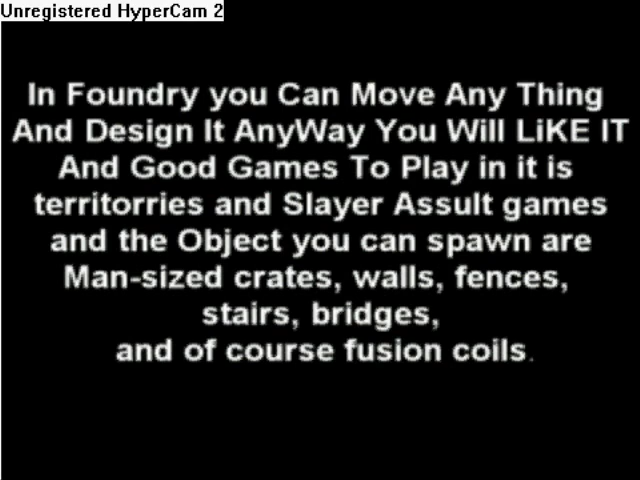 Unregistered HyperCam 2
In Foundry you Can Move Any Thing
And Design It AnyWay You Will LiKE IT
And Good Games To Play in it is
territorries and Slayer Assult games
and the Object you can spawn are
Man-sized crates, walls, fences,
stairs, bridges,
and of course fusion coils.